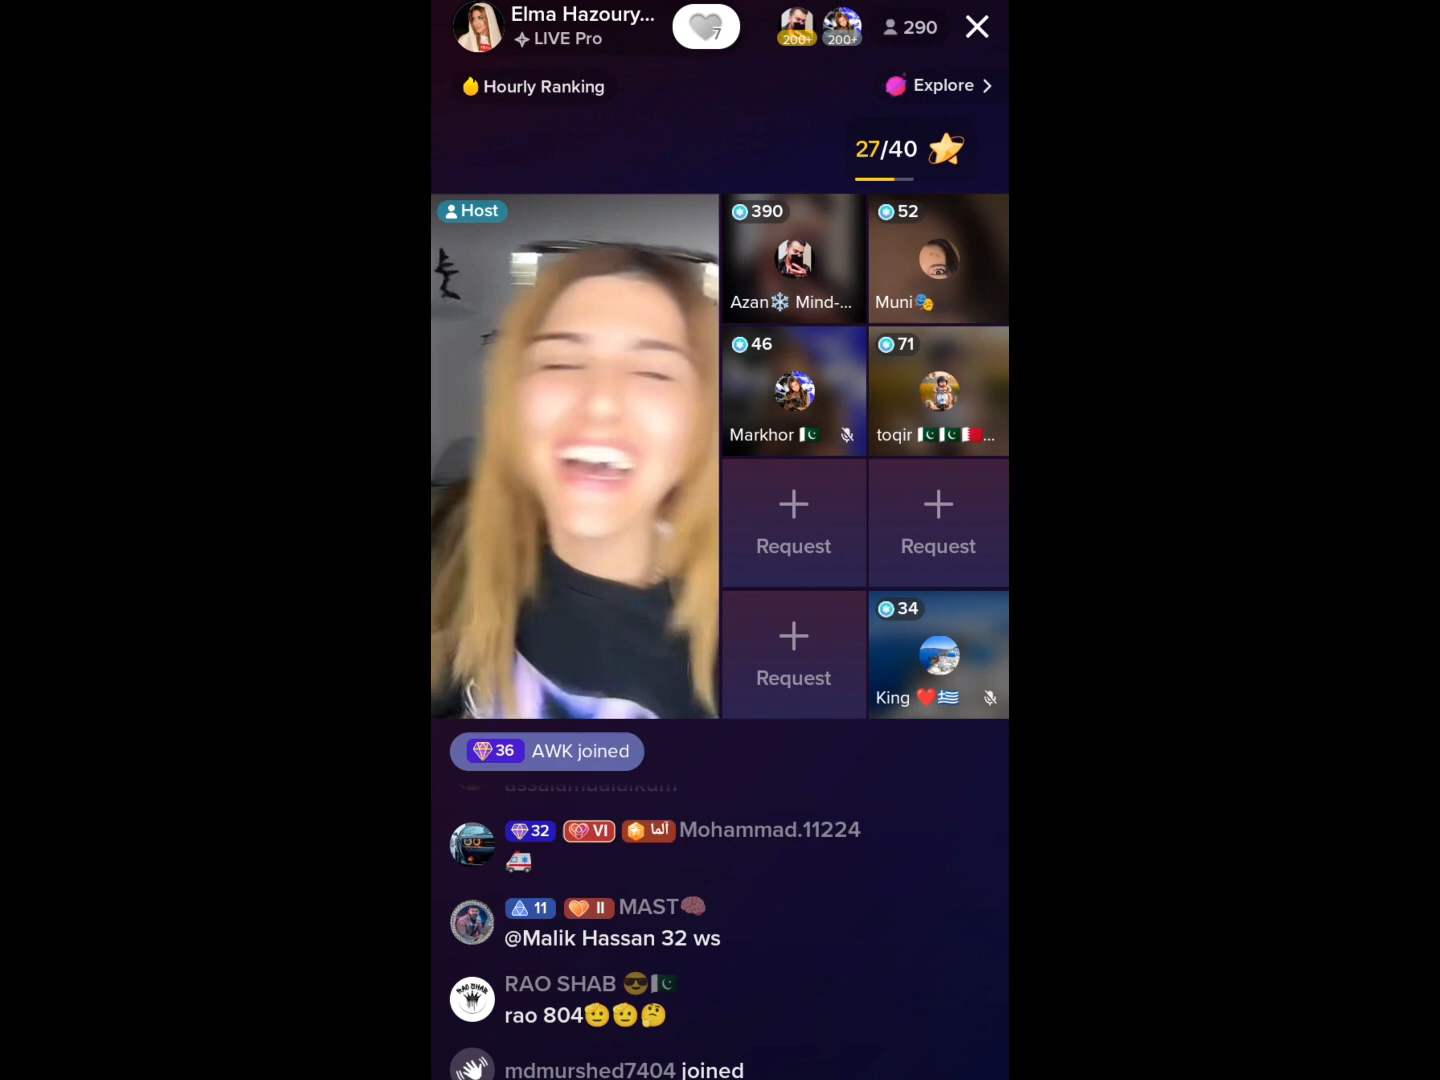 Elma Hazoury...
LIVE Pro
7
200+
200+
290
Hourly Ranking
Explore
27/40
Host
390
Azan❄️ Mind-...
52
Muni🎭
46
Markhor 🇵🇰
71
toqir 🇵🇰🇵🇰🇧🇭...
Request
Request
Request
34
King ❤️🇬🇷
36 AWK joined
assalamualaikum
32 VI ألما Mohammad.11224
🚑
11 II MAST🧠
@Malik Hassan 32 ws
RAO SHAB 😎🇵🇰
rao 804🫡🫡🤔
mdmurshed7404 joined